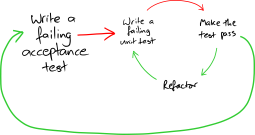 Write a
failing
acceptance
test
Write a
failing
unit test
Make the
test pass
Refactor